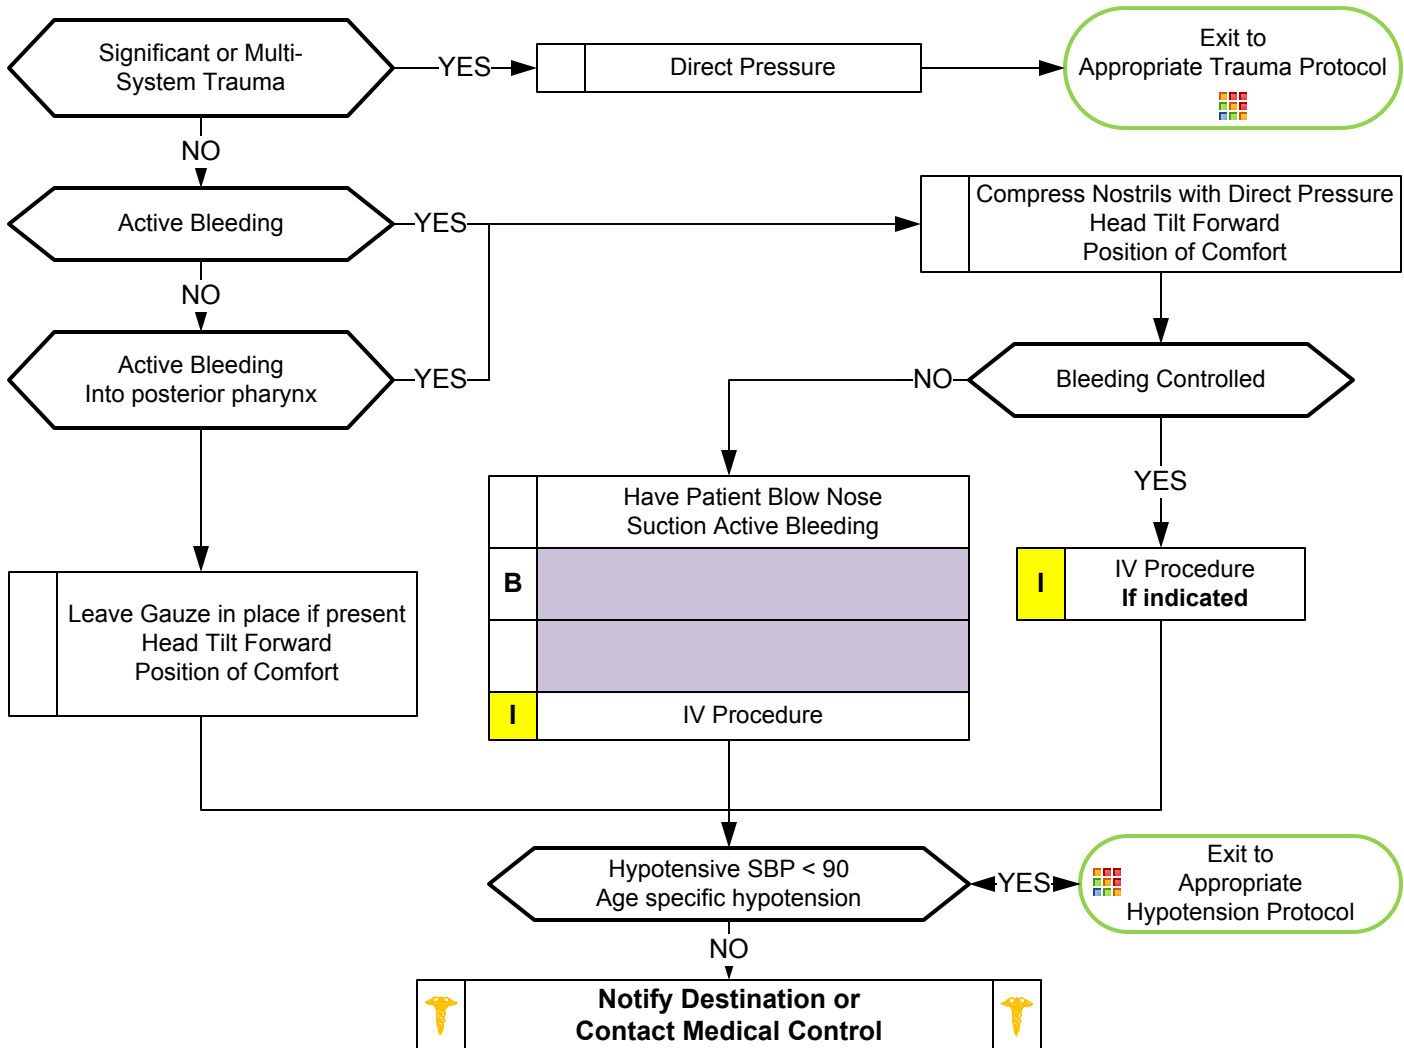 Significant or Multi-
System Trauma
YES
Direct Pressure
Exit to
Appropriate Trauma Protocol
NO
Active Bleeding
YES
Compress Nostrils with Direct Pressure
Head Tilt Forward
Position of Comfort
NO
Active Bleeding
Into posterior pharynx
YES
NO
Bleeding Controlled
YES
Have Patient Blow Nose
Suction Active Bleeding
B
I
IV Procedure
I
IV Procedure
If indicated
Leave Gauze in place if present
Head Tilt Forward
Position of Comfort
Hypotensive SBP < 90
Age specific hypotension
YES
Exit to
Appropriate
Hypotension Protocol
NO
Notify Destination or
Contact Medical Control